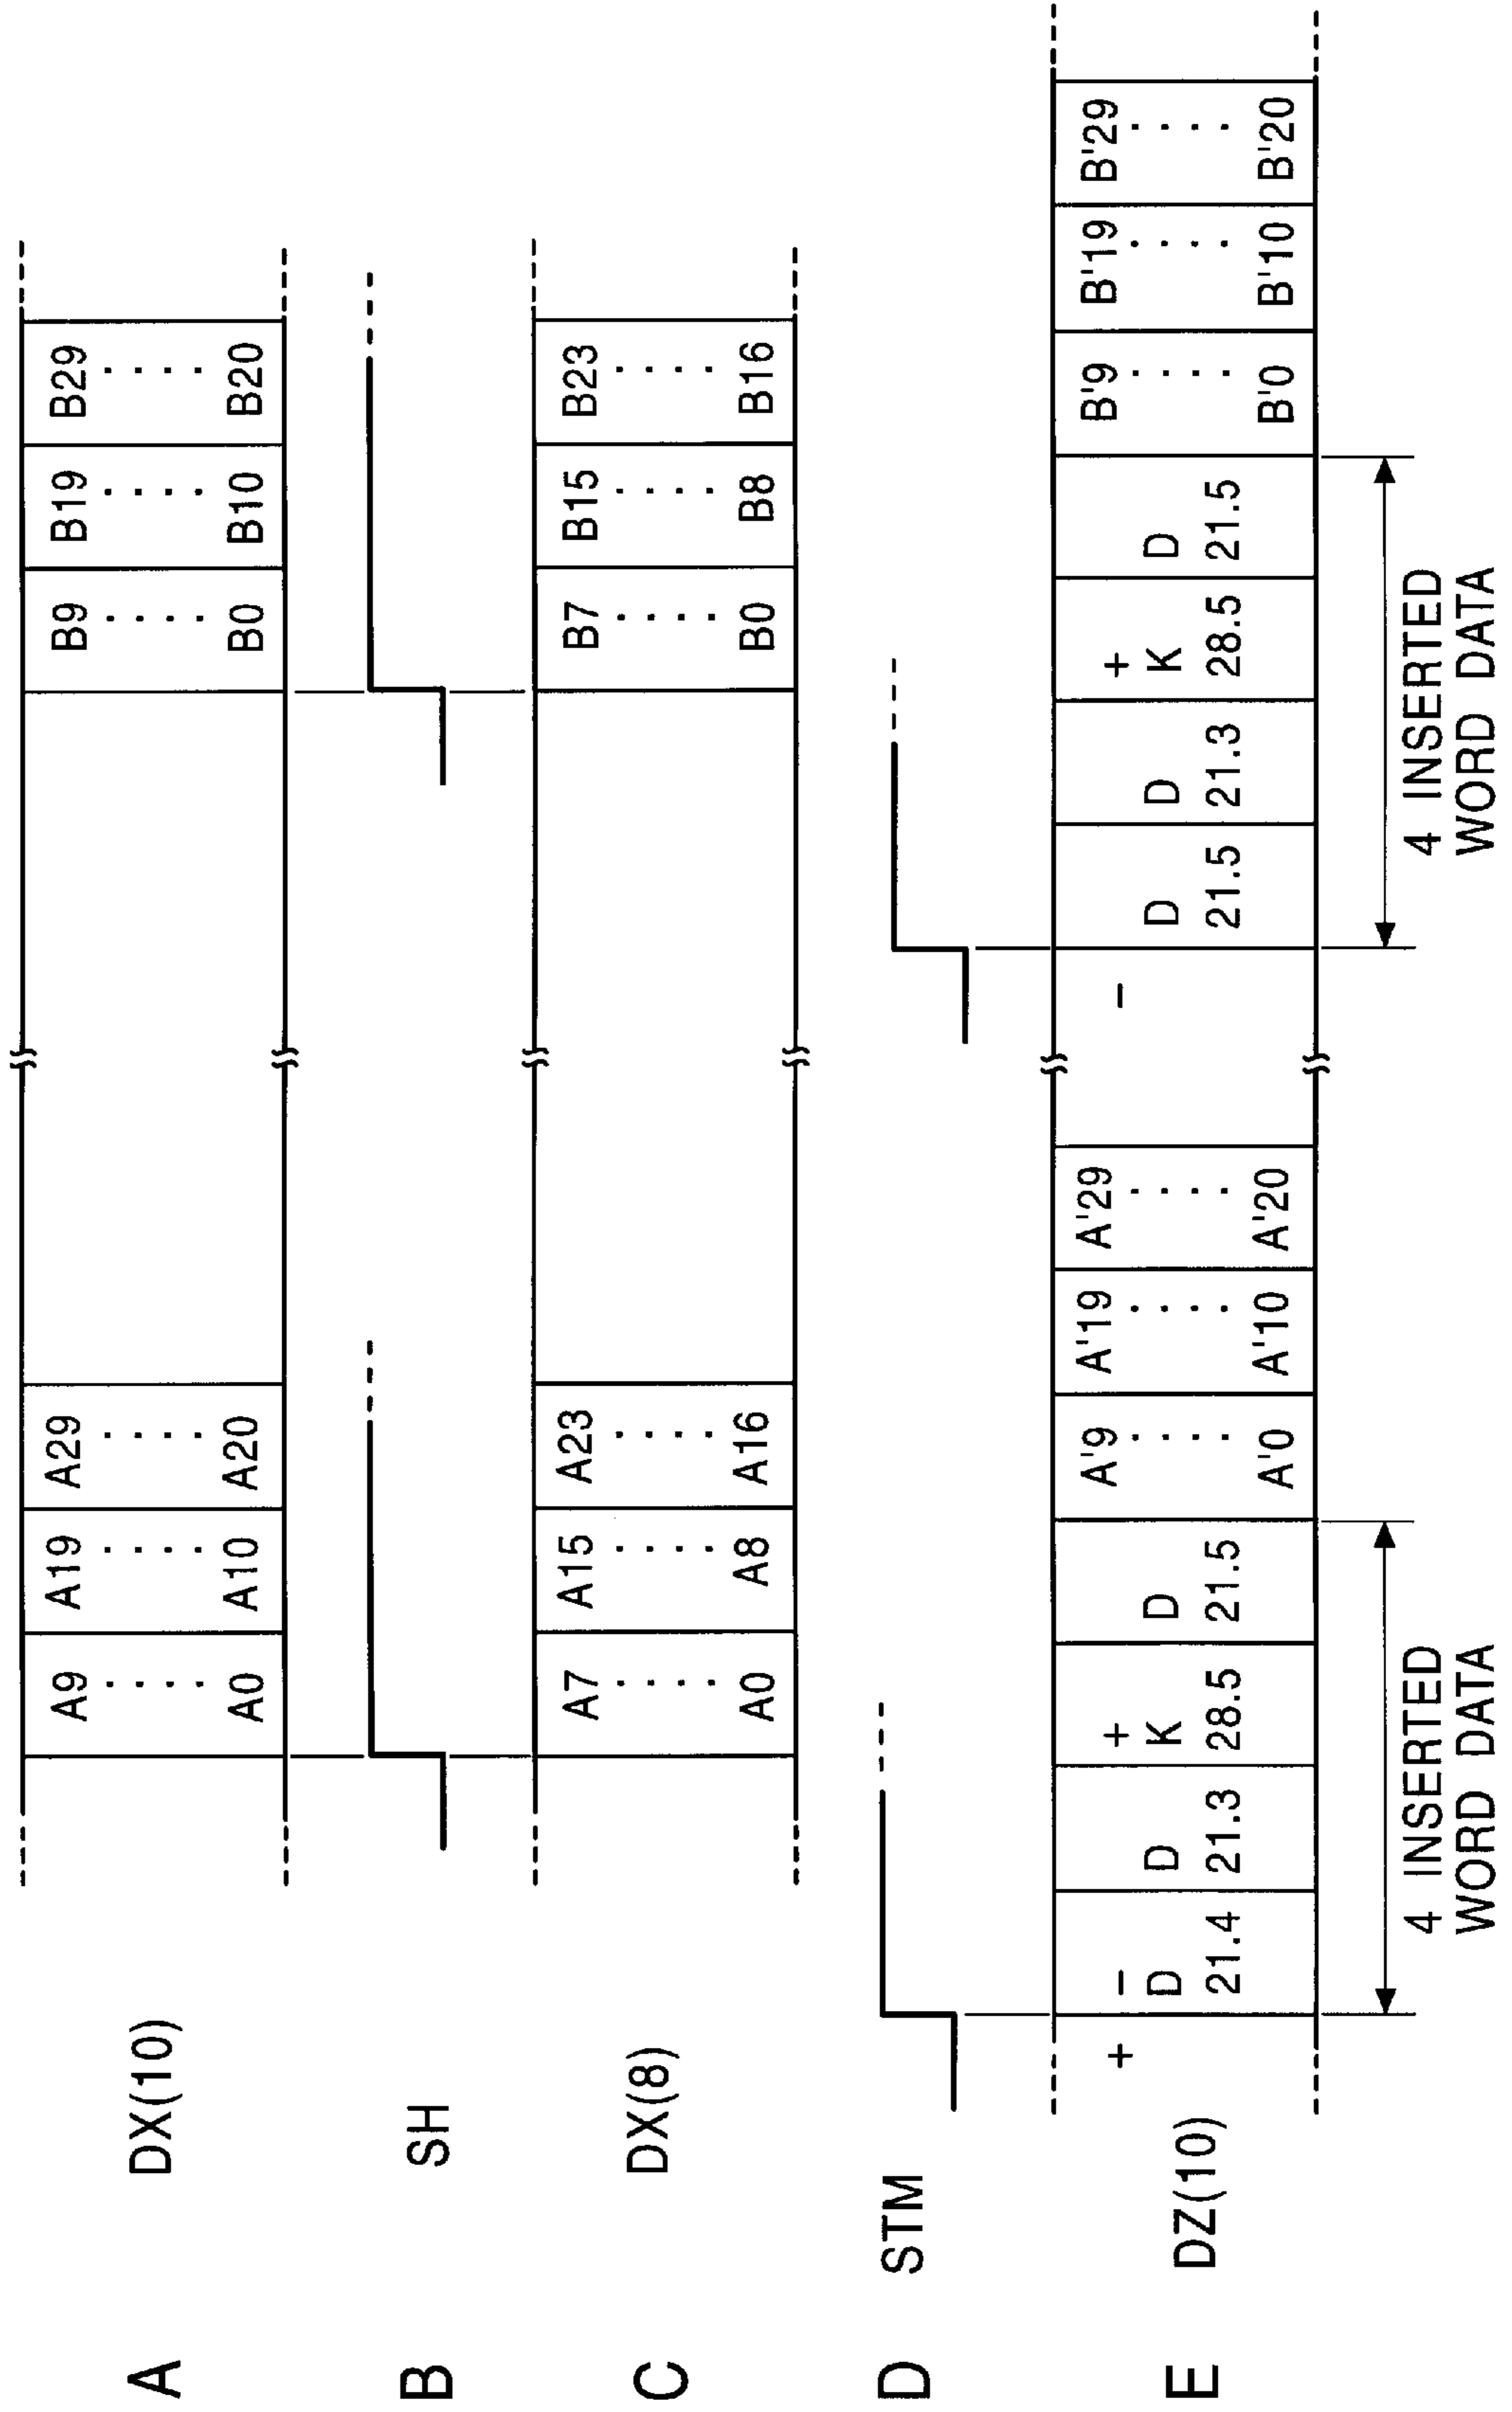 A DX(10)
A9 A19 A29 B9 B19 B29
. . . . . . . . . . . . . . . . . . . . . . . .
A0 A10 A20 B0 B10 B20
B SH
C DX(8)
A7 A15 A23 B7 B15 B23
. . . . . . . . . . . . . . . . . . . . . . . .
A0 A8 A16 B0 B8 B16
D STM
E DZ(10)
+ − + − +
A'9 A'19 A'29 B'9 B'19 B'29
. . . . . . . . . . . . . . . . . . . . . . . .
D D K D D D K D
21.4 21.3 28.5 21.5 21.5 21.3 28.5 21.5
A'0 A'10 A'20 B'0 B'10 B'20
4 INSERTED
WORD DATA
4 INSERTED
WORD DATA